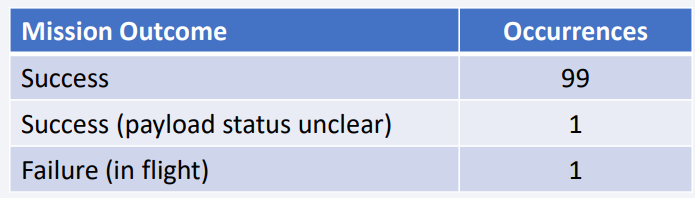 Mission Outcome Occurrences
Success 99
Success (payload status unclear) 1
Failure (in flight) 1